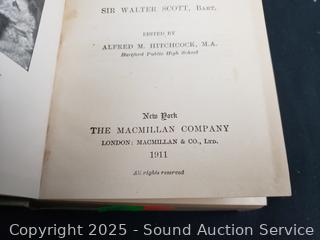 SIR WALTER SCOTT, BART.
EDITED BY
ALFRED M. HITCHCOCK, M.A.
Hartford Public High School
New York
THE MACMILLAN COMPANY
LONDON: MACMILLAN & CO., LTD.
1911
All rights reserved
Copyright 2025 - Sound Auction Service